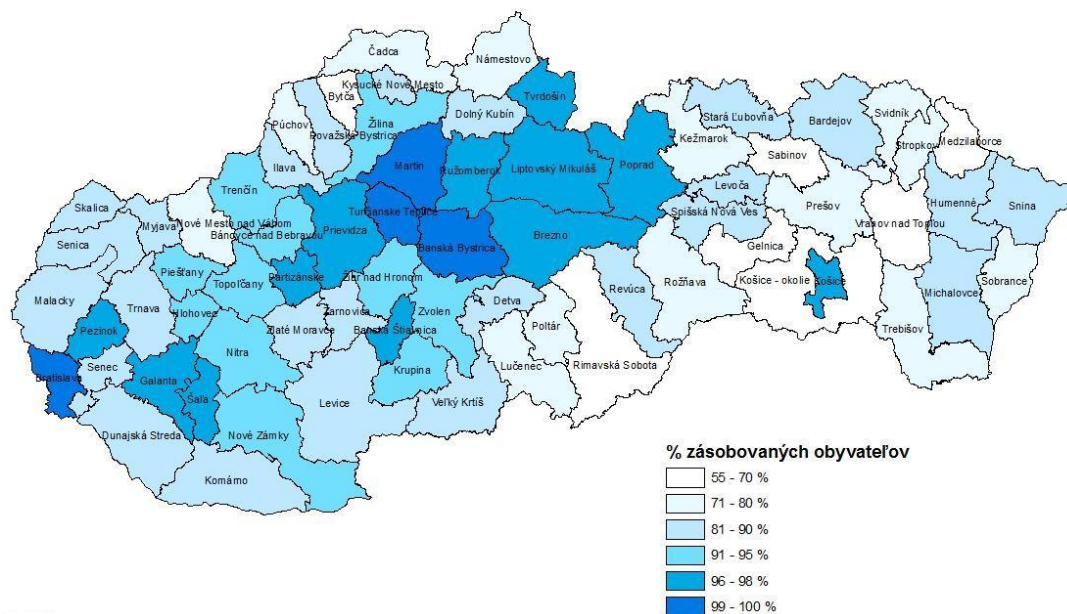 Čadca
Námestovo
Kysucké Nové Mesto
Bytča
Tvrdošín
Púchov
Žilina
Dolný Kubín
Považská Bystrica
Stará Ľubovňa
Bardejov
Svidník
Kežmarok
Stropkov
Medzilaborce
Ilava
Martin
Ružomberok
Liptovský Mikuláš
Poprad
Sabinov
Trenčín
Levoča
Prešov
Humenné
Snina
Skalica
Myjava
Nové Mesto nad Váhom
Turčianske Teplice
Spišská Nová Ves
Vranov nad Topľou
Bánovce nad Bebravou
Prievidza
Banská Bystrica
Brezno
Gelnica
Senica
Piešťany
Topoľčany
Partizánske
Žiar nad Hronom
Revúca
Rožňava
Košice - okolie
Košice
Sobrance
Malacky
Trnava
Hlohovec
Michalovce
Detva
Zlaté Moravce
Žarnovica
Zvolen
Pezinok
Banská Štiavnica
Poltár
Trebišov
Nitra
Bratislava
Senec
Galanta
Krupina
Lučenec
Rimavská Sobota
Šaľa
Levice
Veľký Krtíš
Dunajská Streda
Nové Zámky
Komárno
% zásobovaných obyvateľov
55 - 70 %
71 - 80 %
81 - 90 %
91 - 95 %
96 - 98 %
99 - 100 %